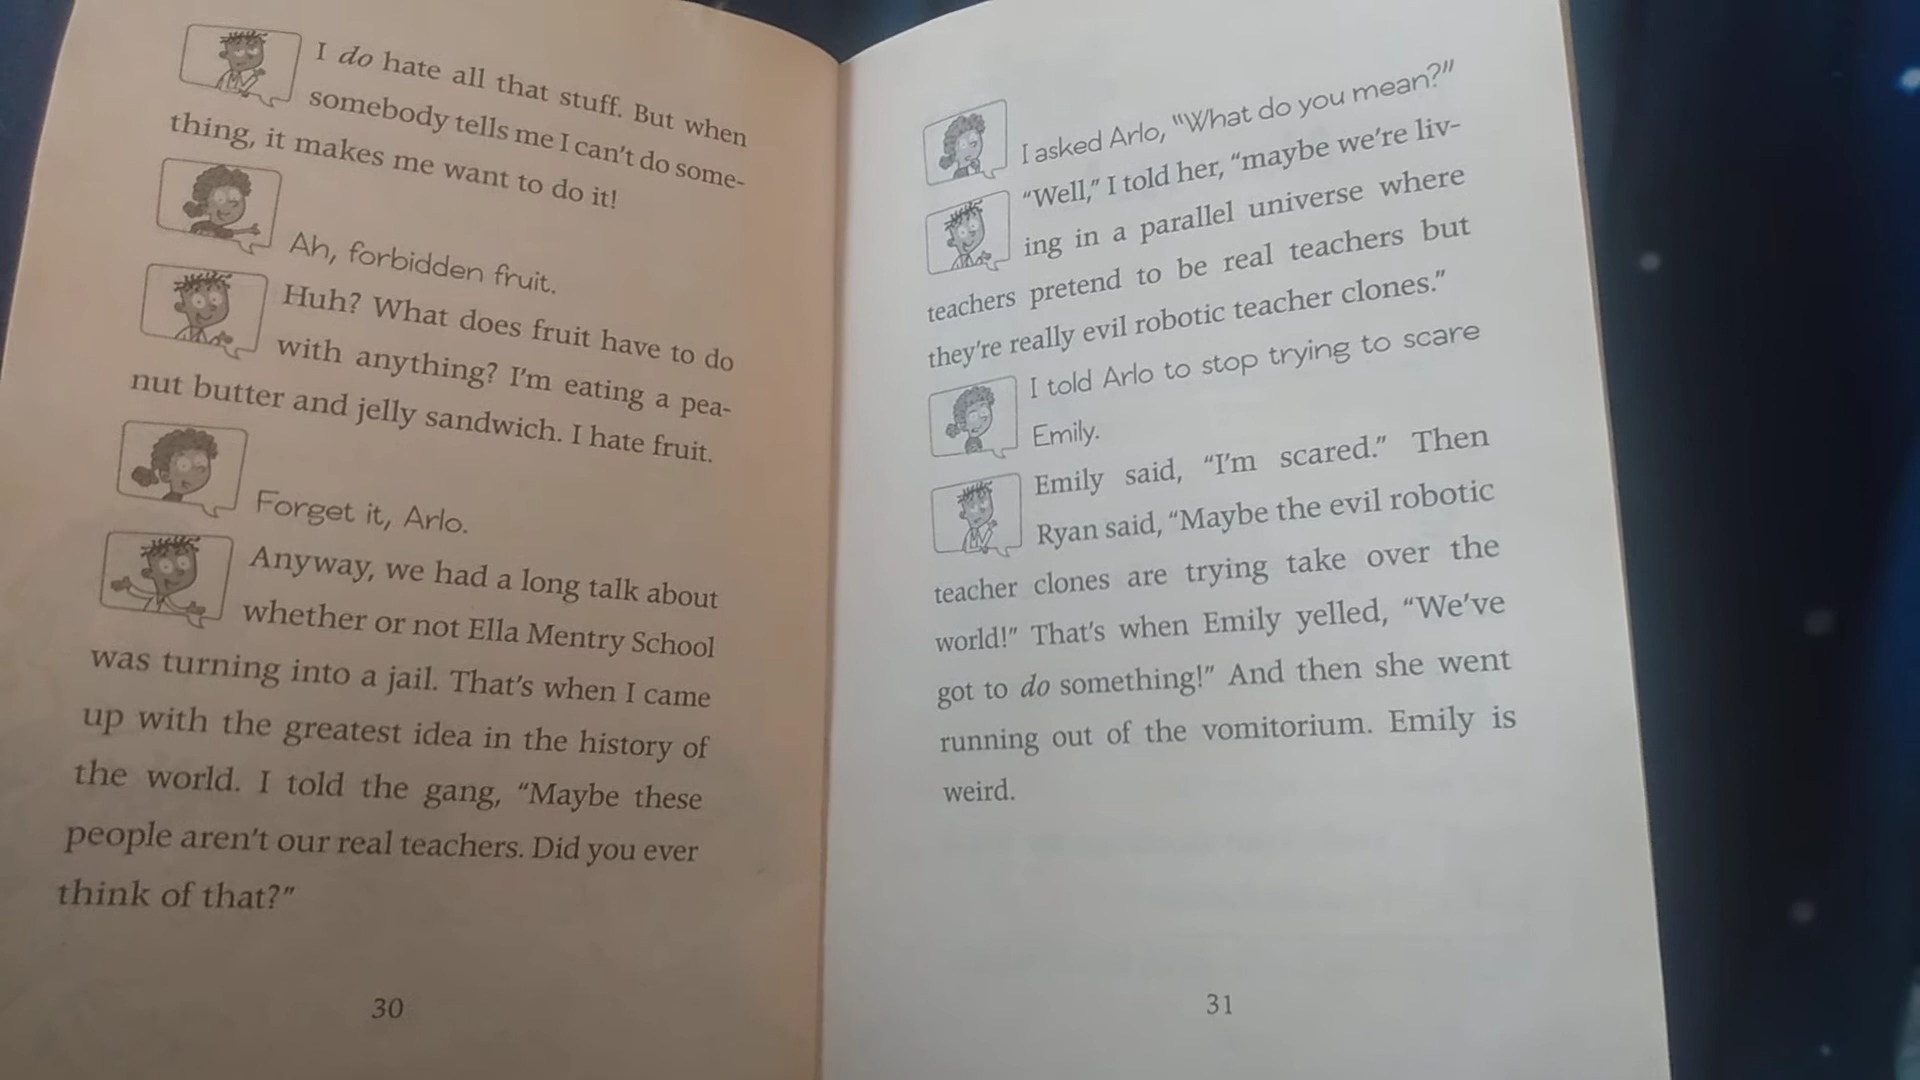 I do hate all that stuff. But when
somebody tells me I can't do some-
thing, it makes me want to do it!
Ah, forbidden fruit.
Huh? What does fruit have to do
with anything? I'm eating a pea-
nut butter and jelly sandwich. I hate fruit.
Forget it, Arlo.
Anyway, we had a long talk about
whether or not Ella Mentry School
was turning into a jail. That's when I came
up with the greatest idea in the history of
the world. I told the gang, “Maybe these
people aren't our real teachers. Did you ever
think of that?”
30
I asked Arlo, “What do you mean?”
“Well,” I told her, “maybe we're liv-
ing in a parallel universe where
teachers pretend to be real teachers but
they're really evil robotic teacher clones.”
I told Arlo to stop trying to scare
Emily.
Emily said, “I'm scared.” Then
Ryan said, “Maybe the evil robotic
teacher clones are trying take over the
world!” That's when Emily yelled, “We've
got to do something!” And then she went
running out of the vomitorium. Emily is
weird.
31